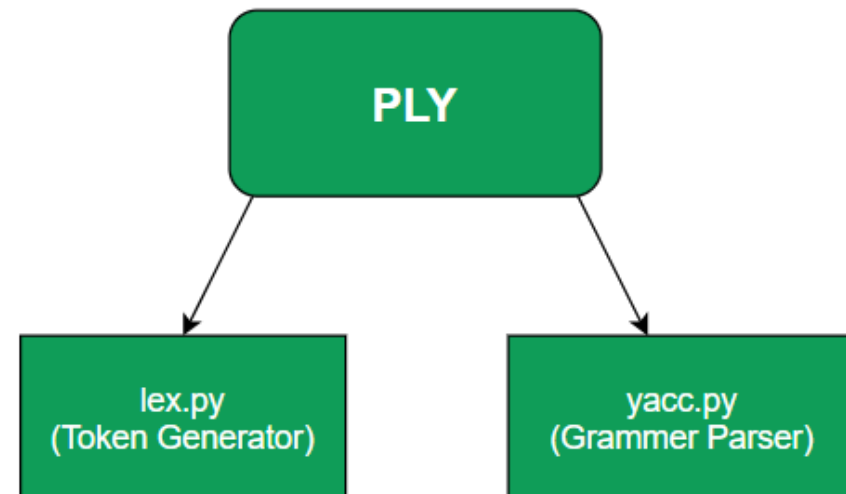 PLY
lex.py
(Token Generator)
yacc.py
(Grammer Parser)